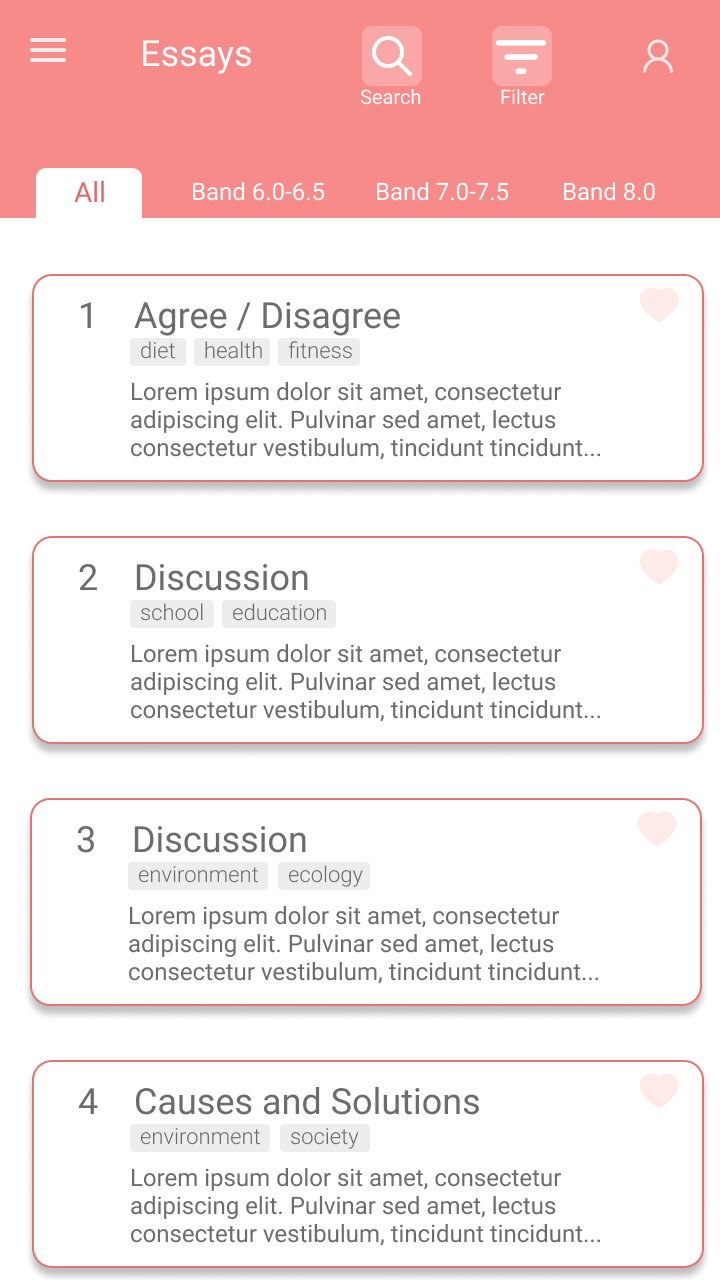 Essays
Search
Filter
All
Band 6.0-6.5
Band 7.0-7.5
Band 8.0
1 Agree / Disagree
diet health fitness
Lorem ipsum dolor sit amet, consectetur
adipiscing elit. Pulvinar sed amet, lectus
consectetur vestibulum, tincidunt tincidunt...
2 Discussion
school education
Lorem ipsum dolor sit amet, consectetur
adipiscing elit. Pulvinar sed amet, lectus
consectetur vestibulum, tincidunt tincidunt...
3 Discussion
environment ecology
Lorem ipsum dolor sit amet, consectetur
adipiscing elit. Pulvinar sed amet, lectus
consectetur vestibulum, tincidunt tincidunt...
4 Causes and Solutions
environment society
Lorem ipsum dolor sit amet, consectetur
adipiscing elit. Pulvinar sed amet, lectus
consectetur vestibulum, tincidunt tincidunt...